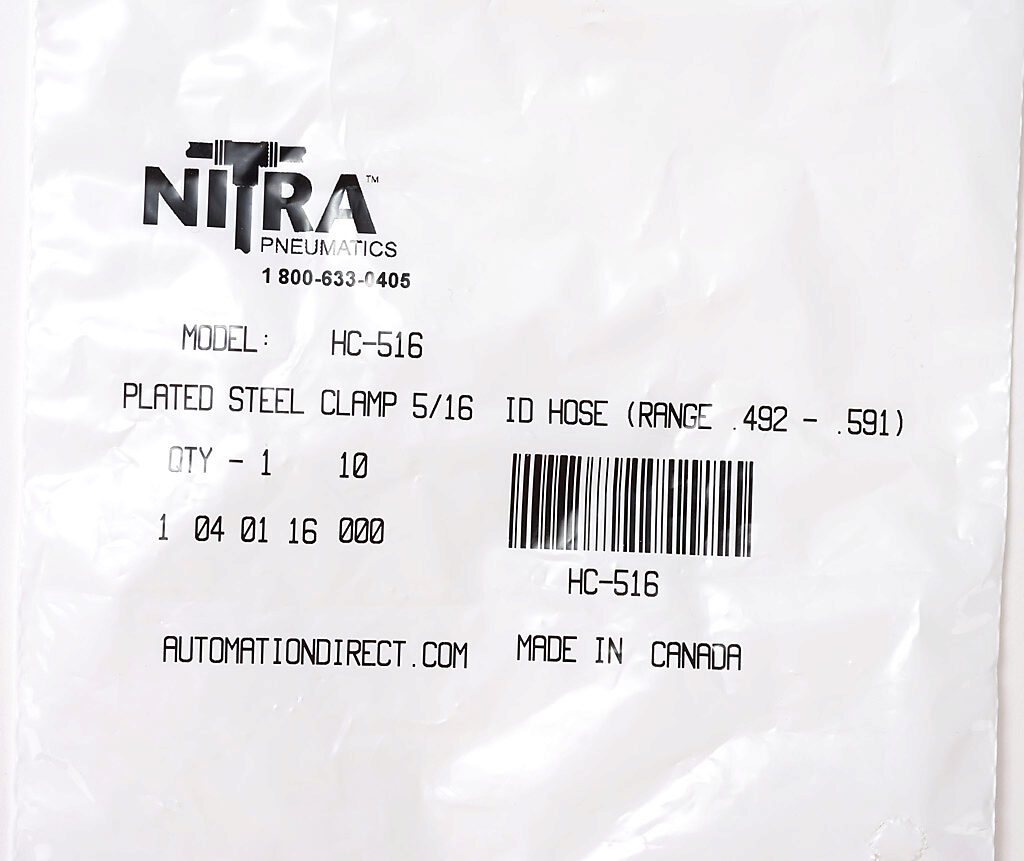 NITRA™
PNEUMATICS
1 800-633-0405
MODEL: HC-516
PLATED STEEL CLAMP 5/16 ID HOSE (RANGE .492 - .591)
QTY - 1 10
1 04 01 16 000
HC-516
AUTOMATIONDIRECT.COM MADE IN CANADA